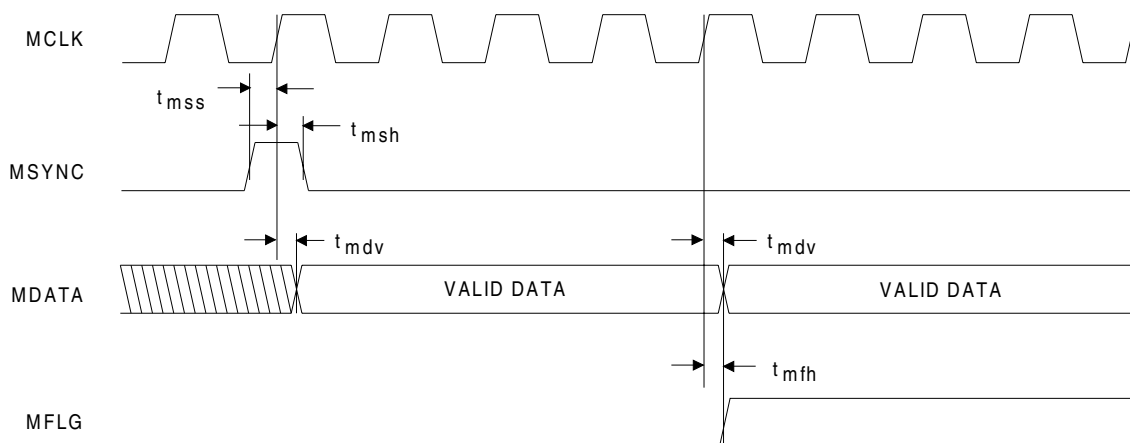 MCLK
t mss
t msh
MSYNC
t mdv
t mdv
MDATA
VALID DATA
VALID DATA
t mfh
MFLG